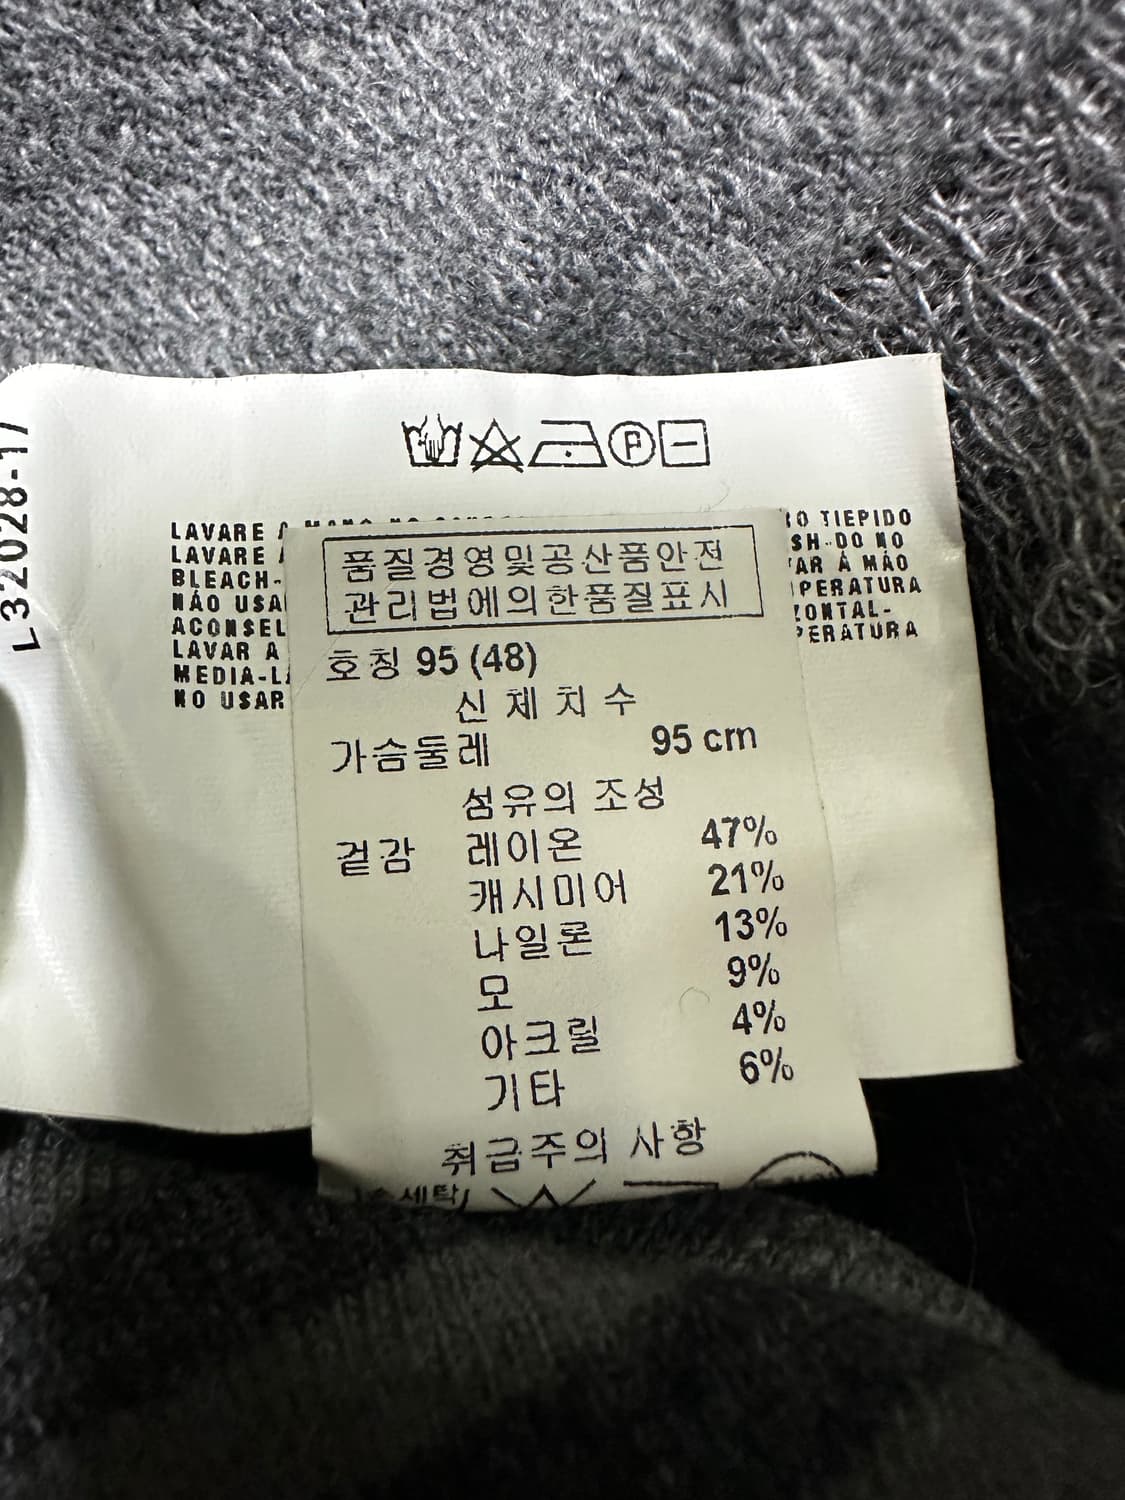 L32028-17
LAVARE
LAVARE
BLEACH-
NÃO USA
ACONSEL
LAVAR A
MEDIA-L
NO USAR
TIEPIDO
SH-DO NO
AR À MÃO
PERATURA
ZONTAL-
PERATURA
품질경영및공산품안전
관리법에의한품질표시
호칭 95 (48)
신체치수
가슴둘레 95 cm
섬유의 조성
겉감 레이온 47%
캐시미어 21%
나일론 13%
모 9%
아크릴 4%
기타 6%
취급주의 사항
손세탁